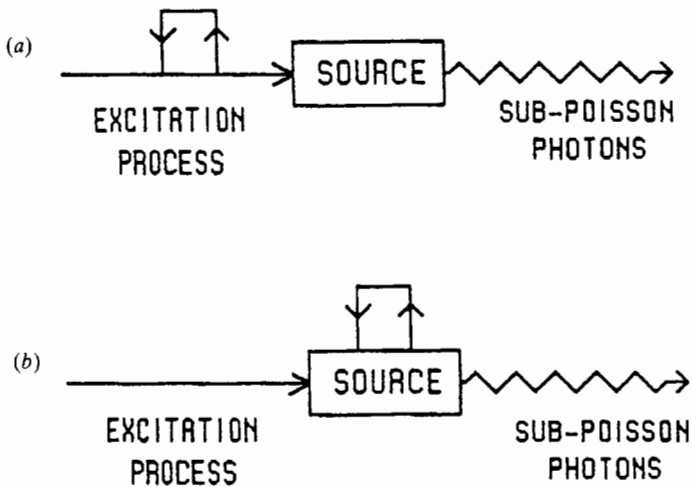 (a)
SOURCE
EXCITATION
PROCESS
SUB-POISSON
PHOTONS
(b)
SOURCE
EXCITATION
PROCESS
SUB-POISSON
PHOTONS